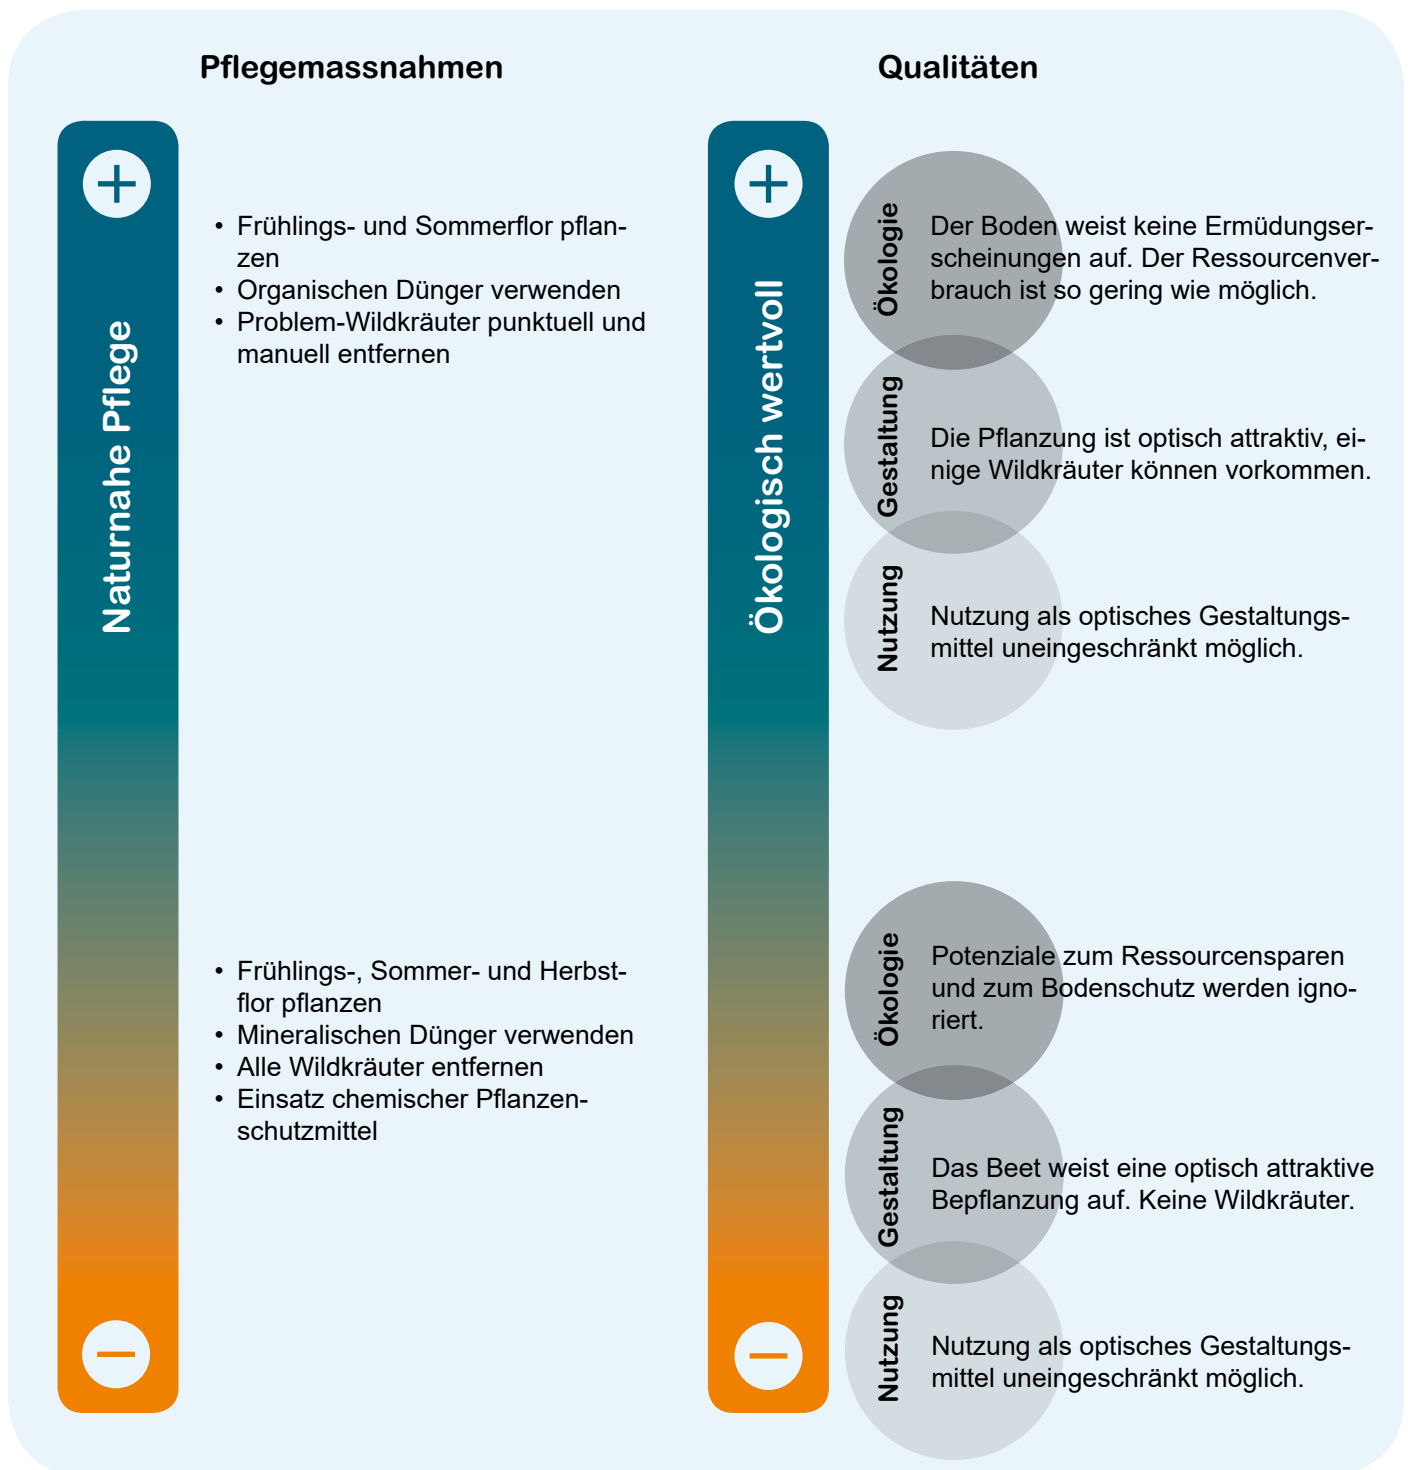 Pflegemassnahmen
Naturnahe Pflege
• Frühlings- und Sommerflor pflan-
zen
• Organischen Dünger verwenden
• Problem-Wildkräuter punktuell und
manuell entfernen
• Frühlings-, Sommer- und Herbst-
flor pflanzen
• Mineralischen Dünger verwenden
• Alle Wildkräuter entfernen
• Einsatz chemischer Pflanzen-
schutzmittel
Qualitäten
Ökologisch wertvoll
Ökologie
Der Boden weist keine Ermüdungser-
scheinungen auf. Der Ressourcenver-
brauch ist so gering wie möglich.
Gestaltung
Die Pflanzung ist optisch attraktiv, ei-
nige Wildkräuter können vorkommen.
Nutzung
Nutzung als optisches Gestaltungs-
mittel uneingeschränkt möglich.
Ökologie
Potenziale zum Ressourcensparen
und zum Bodenschutz werden igno-
riert.
Gestaltung
Das Beet weist eine optisch attraktive
Bepflanzung auf. Keine Wildkräuter.
Nutzung
Nutzung als optisches Gestaltungs-
mittel uneingeschränkt möglich.